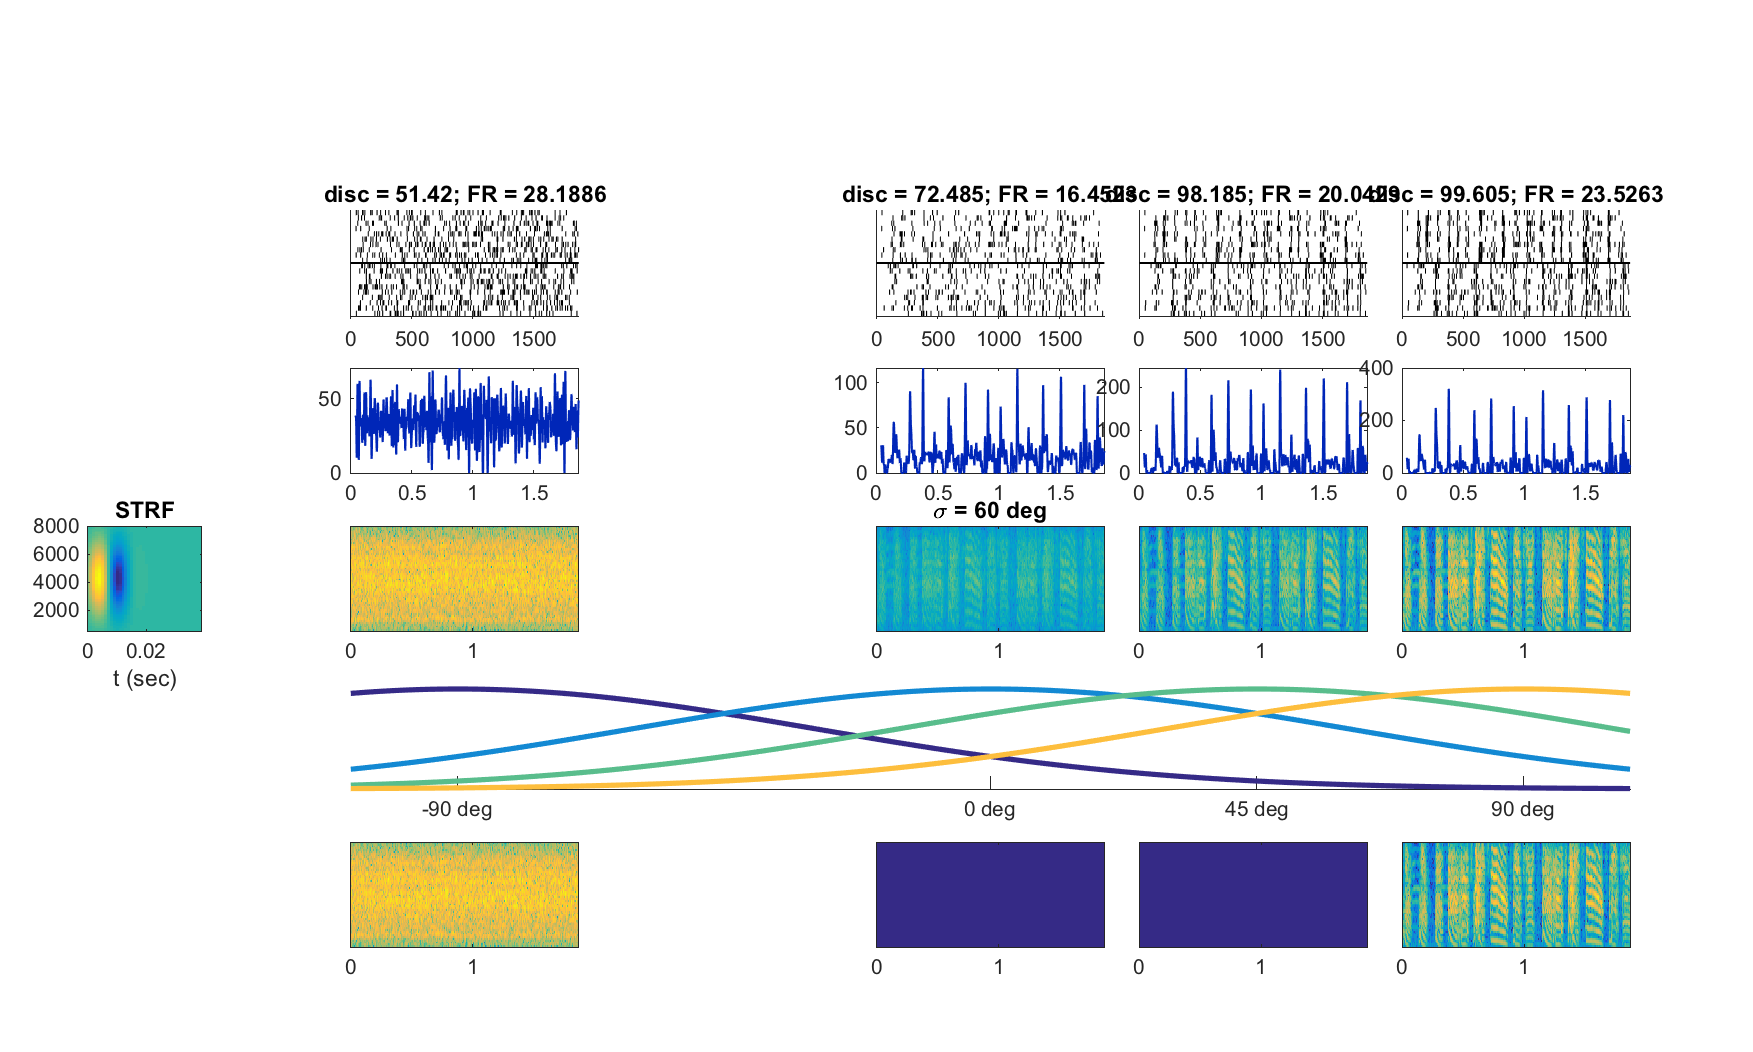 disc = 51.42; FR = 28.1886
disc = 72.485; FR = 16.4523
disc = 98.185; FR = 20.0429
disc = 99.605; FR = 23.5263
0 500 1000 1500
0 500 1000 1500
0 500 1000 1500
0 500 1000 1500
50
0
0 0.5 1 1.5
100
50
0
0 0.5 1 1.5
200
100
0
0 0.5 1 1.5
400
200
0
0 0.5 1 1.5
STRF
8000
6000
4000
2000
0 0.02
t (sec)
σ = 60 deg
0 1
0 1
0 1
0 1
-90 deg 0 deg 45 deg 90 deg
0 1
0 1
0 1
0 1